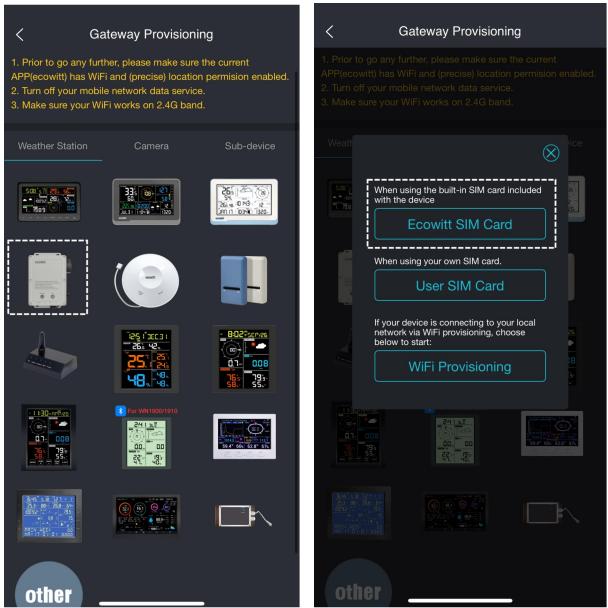 Gateway Provisioning
1. Prior to go any further, please make sure the current
APP(ecowitt) has WiFi and (precise) location permision enabled.
2. Turn off your mobile network data service.
3. Make sure your WiFi works on 2.4G band.
Weather Station
Camera
Sub-device
For WN1900/1910
other
Gateway Provisioning
1. Prior to go any further, please make sure the current
APP(ecowitt) has WiFi and (precise) location permision enabled.
2. Turn off your mobile network data service.
3. Make sure your WiFi works on 2.4G band.
When using the built-in SIM card included
with the device
Ecowitt SIM Card
When using your own SIM card.
User SIM Card
If your device is connecting to your local
network via WiFi provisioning, choose
below to start:
WiFi Provisioning
other